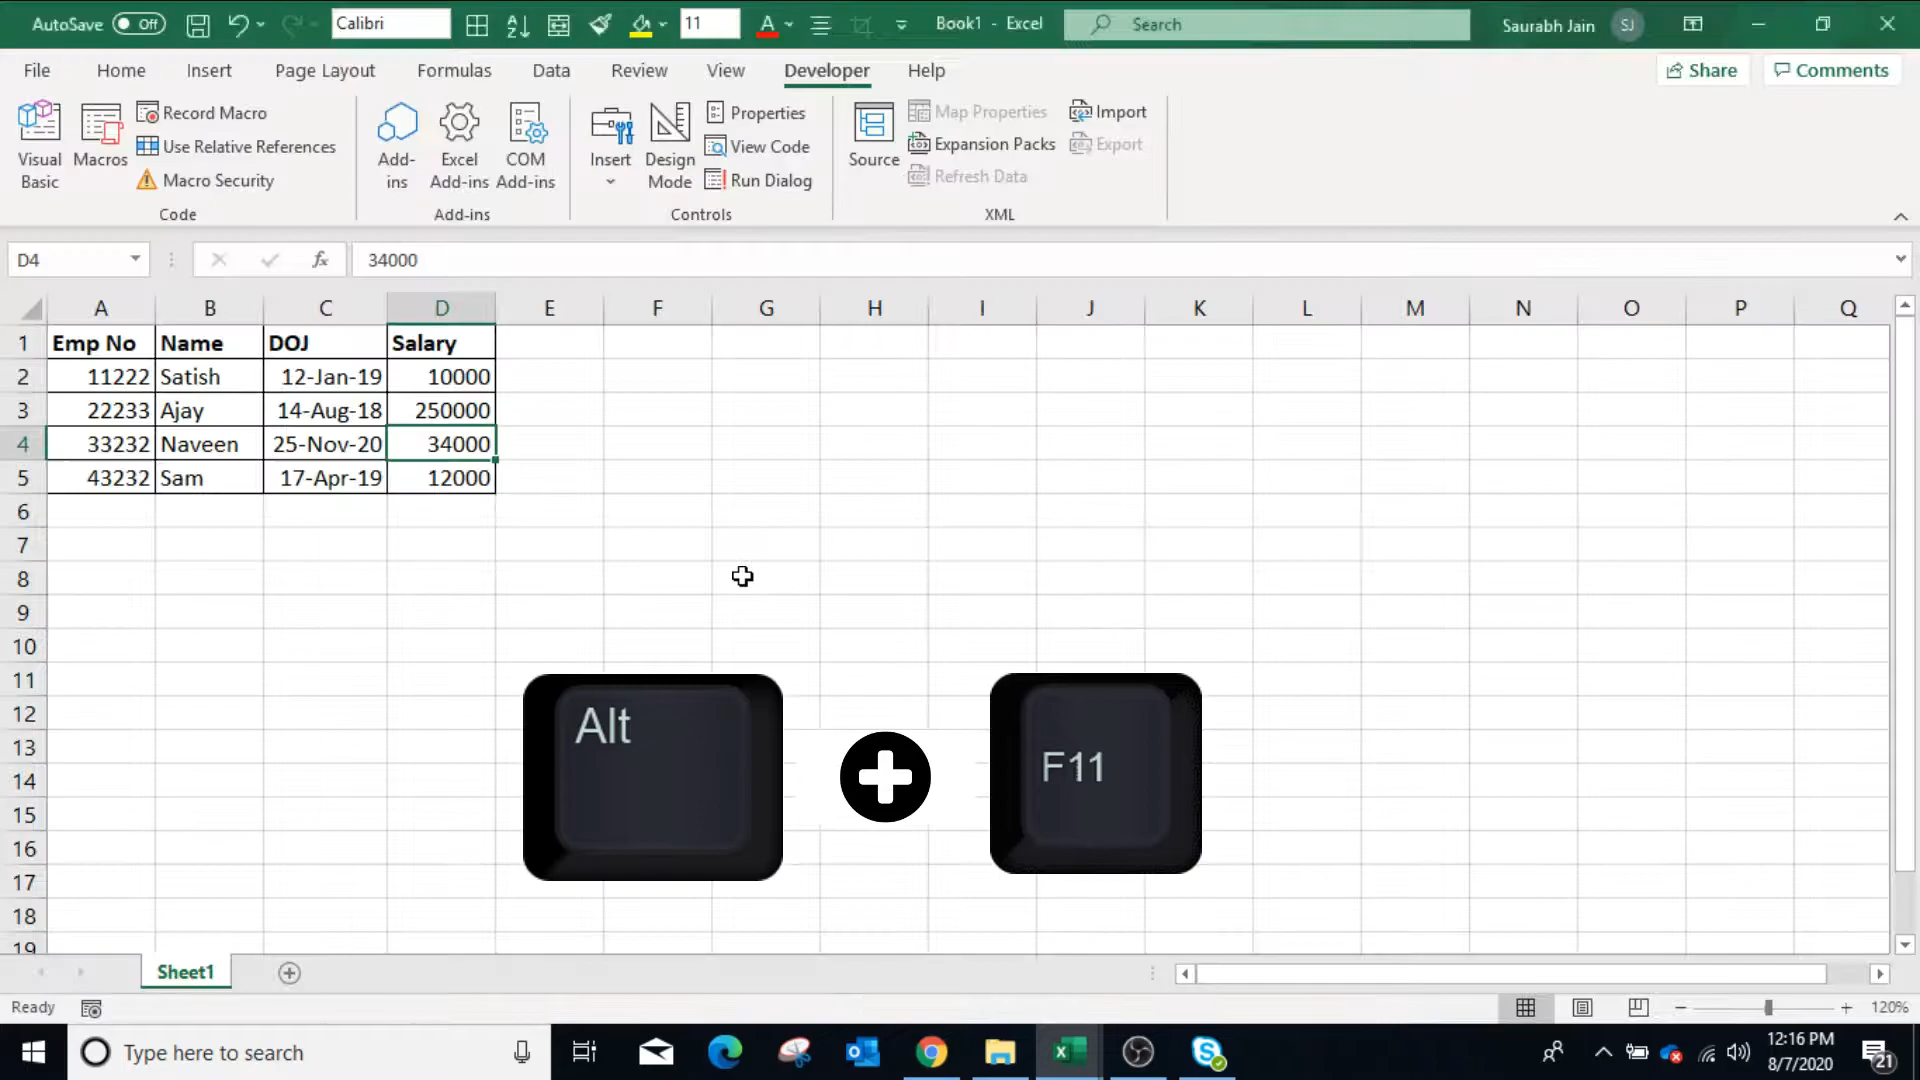 AutoSave Off Calibri 11 Book1 - Excel Search Saurabh Jain SJ
File Home Insert Page Layout Formulas Data Review View Developer Help Share Comments
Visual Basic
Macros
Record Macro
Use Relative References
Macro Security
Code
Add-ins
Excel Add-ins
COM Add-ins
Add-ins
Insert
Design Mode
Properties
View Code
Run Dialog
Controls
Source
Map Properties
Expansion Packs
Refresh Data
Import
Export
XML
D4 fx 34000
A B C D E F G H I J K L M N O P Q
1 Emp No Name DOJ Salary
2 11222 Satish 12-Jan-19 10000
3 22233 Ajay 14-Aug-18 250000
4 33232 Naveen 25-Nov-20 34000
5 43232 Sam 17-Apr-19 12000
6
7
8
9
10
11
12
13
14
15
16
17
18
19
Alt F11
Sheet1
Ready 120%
Type here to search
12:16 PM
8/7/2020
21